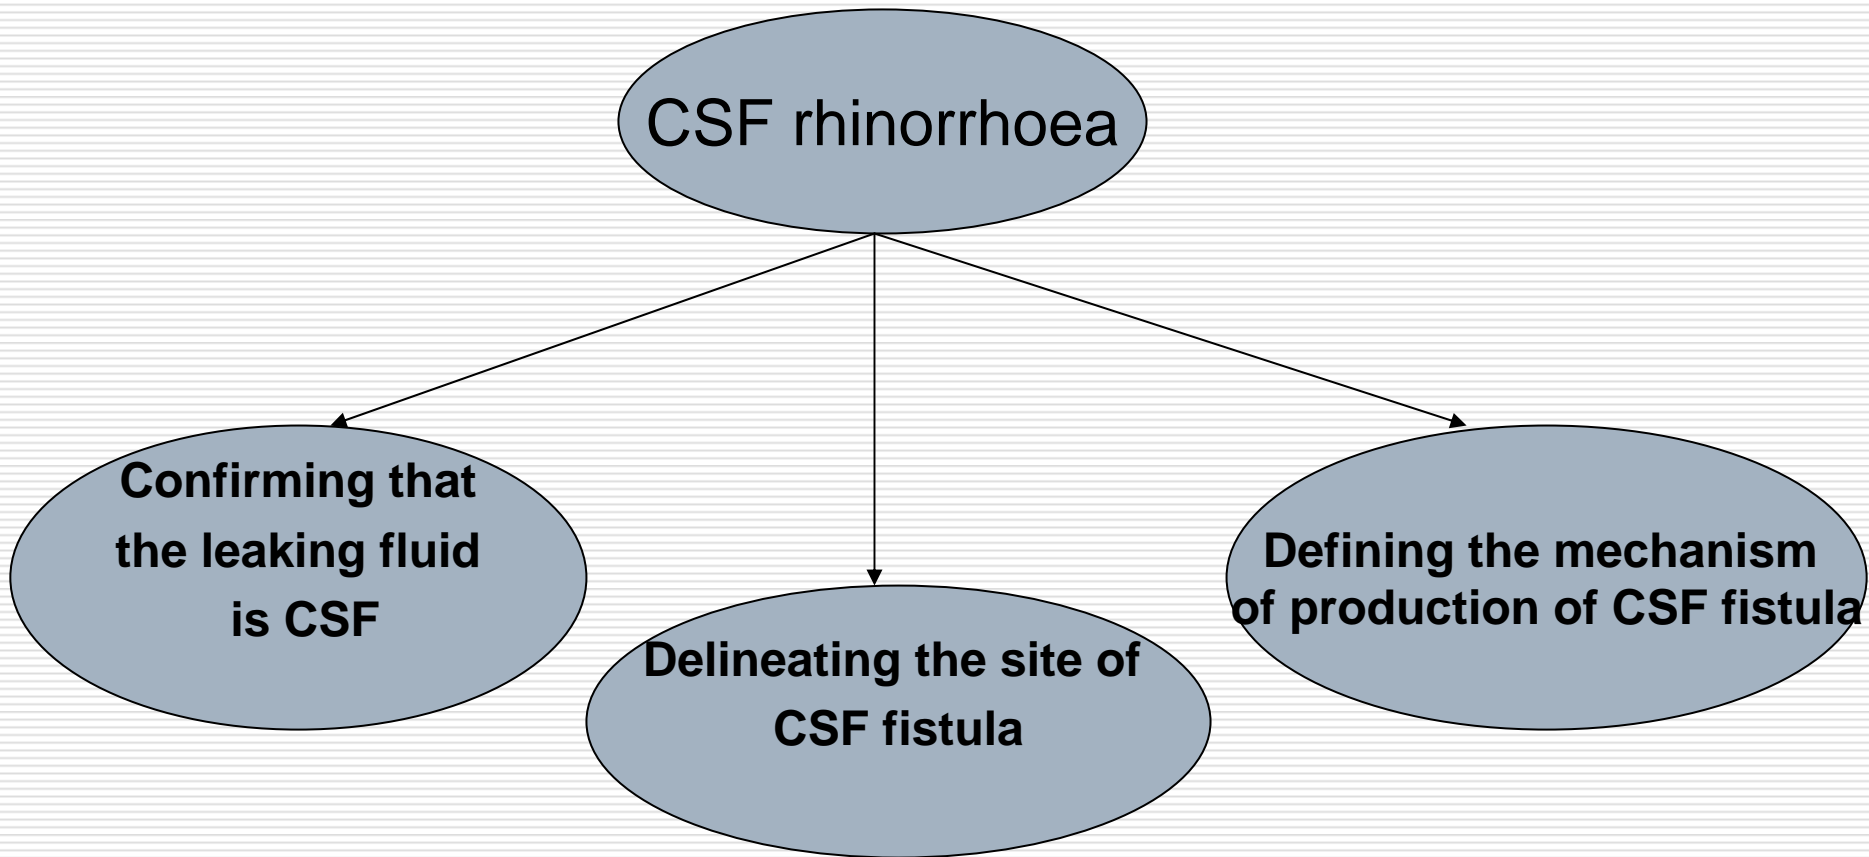 CSF rhinorrhoea
Confirming that
the leaking fluid
is CSF
Delineating the site of
CSF fistula
Defining the mechanism
of production of CSF fistula